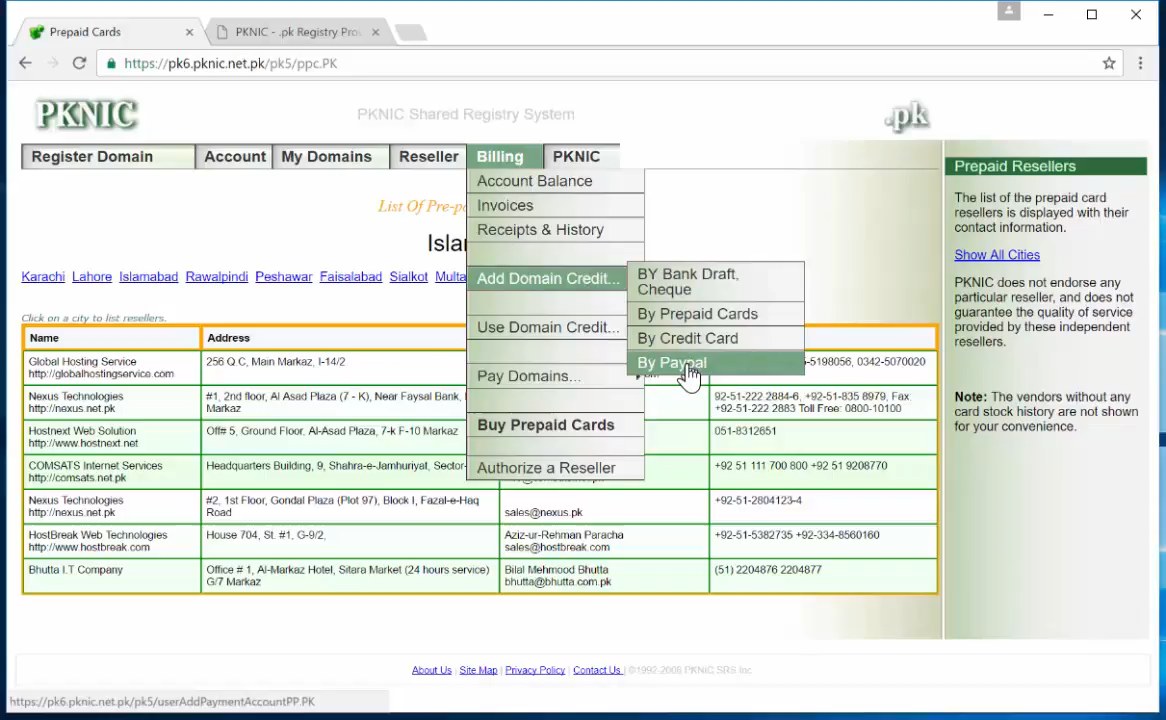 Prepaid Cards
PKNIC - .pk Registry Pro
https://pk6.pknic.net.pk/pk5/ppc.PK
PKNIC
PKNIC Shared Registry System
.pk
Register Domain
Account
My Domains
Reseller
Billing
PKNIC
Account Balance
Invoices
Receipts & History
Add Domain Credit...
Use Domain Credit...
Pay Domains...
Buy Prepaid Cards
Authorize a Reseller
BY Bank Draft,
Cheque
By Prepaid Cards
By Credit Card
By Paypal
List Of Pre-p
Isla
Karachi Lahore Islamabad Rawalpindi Peshawar Faisalabad Sialkot Multa
Click on a city to list resellers.
Name Address
Global Hosting Service
http://globalhostingservice.com
256 Q.C, Main Markaz, I-14/2
-5198056, 0342-5070020
Nexus Technologies
http://nexus.net.pk
#1, 2nd floor, Al Asad Plaza (7 - K), Near Faysal Bank,
Markaz
92-51-222 2884-6, +92-51-835 8979, Fax:
+92-51-222 2883 Toll Free: 0800-10100
Hostnext Web Solution
http://www.hostnext.net
Off# 5, Ground Floor, Al-Asad Plaza, 7-k F-10 Markaz
051-8312651
COMSATS Internet Services
http://comsats.net.pk
Headquarters Building, 9, Shahra-e-Jamhuriyat, Sector-
+92 51 111 700 800 +92 51 9208770
Nexus Technologies
http://nexus.net.pk
#2, 1st Floor, Gondal Plaza (Plot 97), Block I, Fazal-e-Haq
Road
sales@nexus.pk
+92-51-2804123-4
HostBreak Web Technologies
http://www.hostbreak.com
House 704, St. #1, G-9/2,
Aziz-ur-Rehman Paracha
sales@hostbreak.com
+92-51-5382735 +92-334-8560160
Bhutta I.T Company
Office # 1, Al-Markaz Hotel, Sitara Market (24 hours service)
G/7 Markaz
Bilal Mehmood Bhutta
bhutta@bhutta.com.pk
(51) 2204876 2204877
Prepaid Resellers
The list of the prepaid card
resellers is displayed with their
contact information.
Show All Cities
PKNIC does not endorse any
particular reseller, and does not
guarantee the quality of service
provided by these independent
resellers.
Note: The vendors without any
card stock history are not shown
for your convenience.
About Us | Site Map | Privacy Policy | Contact Us | ©1992-2006 PKNIC SRS Inc.
https://pk6.pknic.net.pk/pk5/userAddPaymentAccountPP.PK